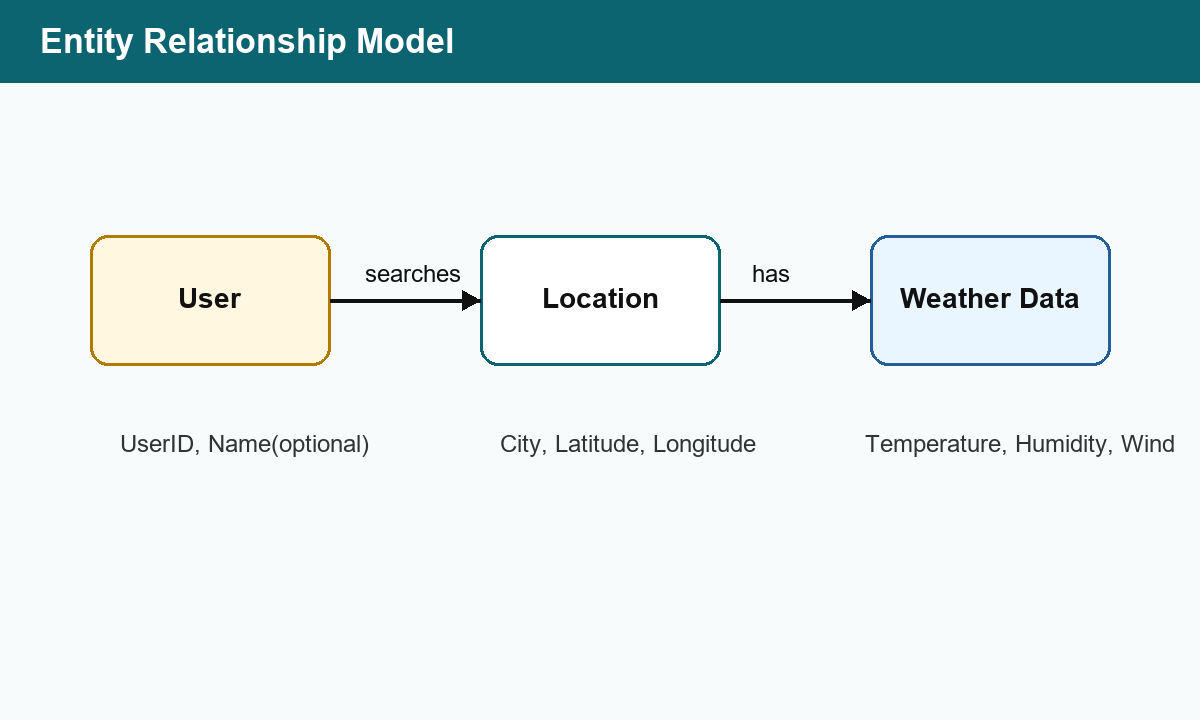 Entity Relationship Model
searches
has
User
Location
Weather Data
UserID, Name(optional)
City, Latitude, Longitude
Temperature, Humidity, Wind